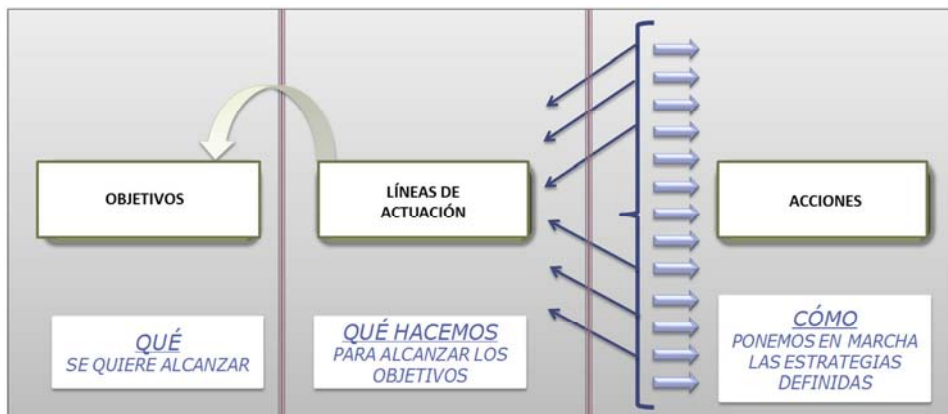 OBJETIVOS
LÍNEAS DE
ACTUACIÓN
ACCIONES
QUÉ
SE QUIERE ALCANZAR
QUÉ HACEMOS
PARA ALCANZAR LOS
OBJETIVOS
CÓMO
PONEMOS EN MARCHA
LAS ESTRATEGIAS
DEFINIDAS